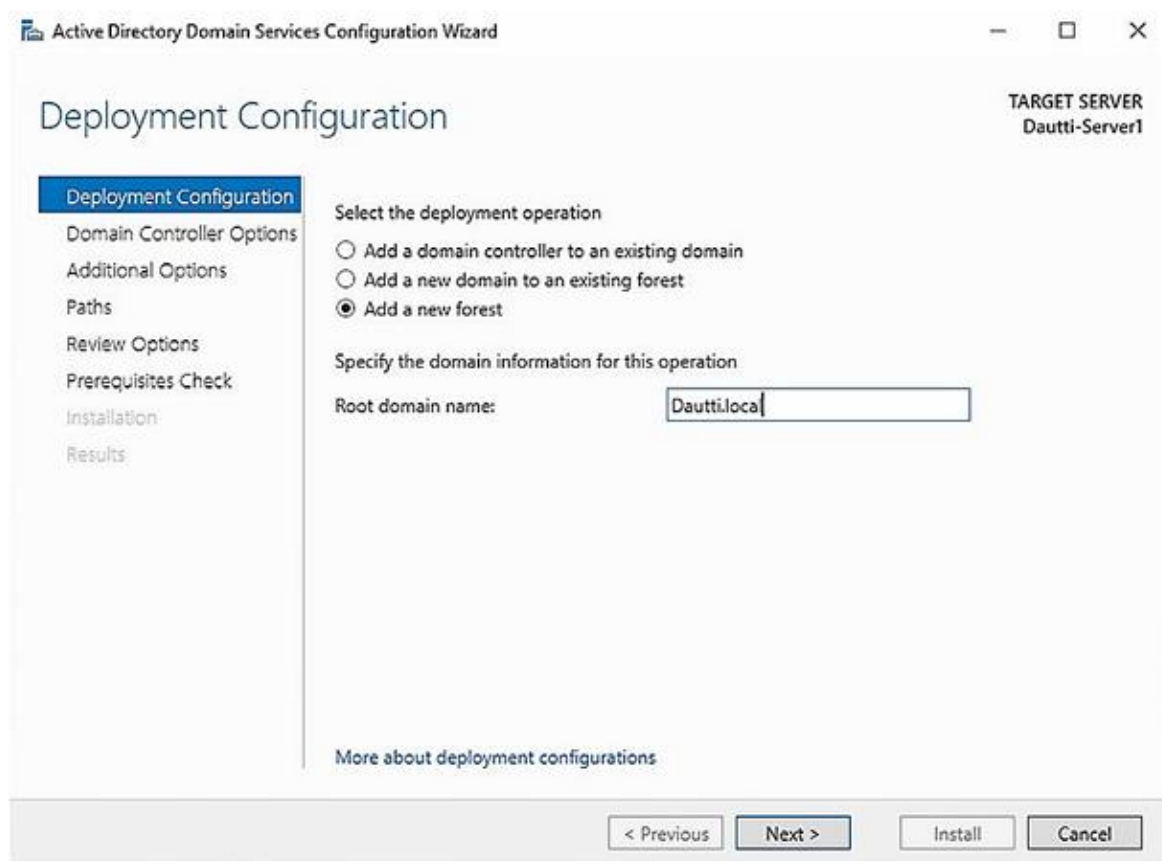 Active Directory Domain Services Configuration Wizard
Deployment Configuration
TARGET SERVER
Dautti-Server1
Deployment Configuration
Domain Controller Options
Additional Options
Paths
Review Options
Prerequisites Check
Installation
Results
Select the deployment operation
Add a domain controller to an existing domain
Add a new domain to an existing forest
Add a new forest
Specify the domain information for this operation
Root domain name: Dautti.local
More about deployment configurations
< Previous Next > Install Cancel